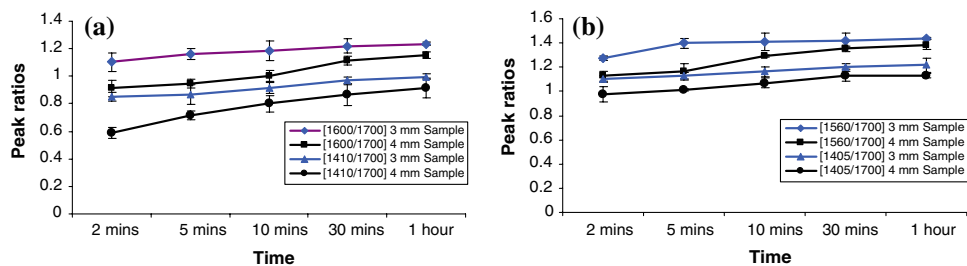 (a)
Peak ratios
1.4
1.2
1
0.8
0.6
0.4
0.2
0
[1600/1700] 3 mm Sample
[1600/1700] 4 mm Sample
[1410/1700] 3 mm Sample
[1410/1700] 4 mm Sample
2 mins 5 mins 10 mins 30 mins 1 hour
Time
(b)
Peak ratios
1.6
1.4
1.2
1
0.8
0.6
0.4
0.2
0
[1560/1700] 3 mm Sample
[1560/1700] 4 mm Sample
[1405/1700] 3 mm Sample
[1405/1700] 4 mm Sample
2 mins 5 mins 10 mins 30 mins 1 hour
Time